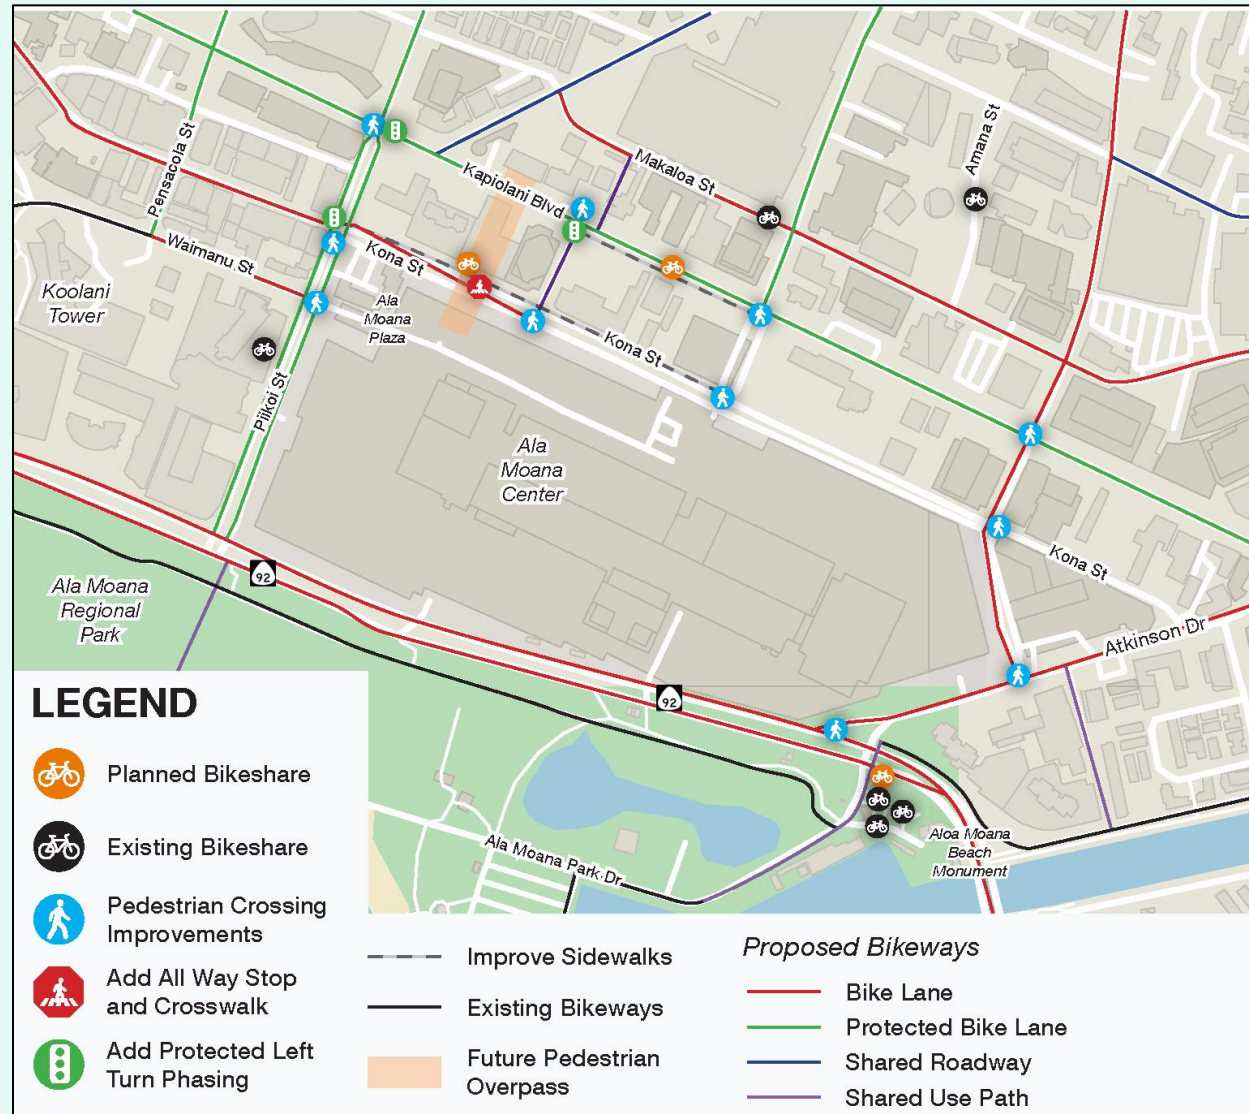 Pensacola St
Amana St
Makaloa St
Kapiolani Blvd
Waimanu St
Kona St
Koolani
Tower
Ala
Moana
Plaza
Kona St
Piikoi St
Ala
Moana
Center
Kona St
92
Ala Moana
Regional
Park
Atkinson Dr
92
Ala Moana Park Dr
Aloa Moana
Beach
Monument
LEGEND
Planned Bikeshare
Existing Bikeshare
Pedestrian Crossing
Improvements
Add All Way Stop
and Crosswalk
Add Protected Left
Turn Phasing
Improve Sidewalks
Existing Bikeways
Future Pedestrian
Overpass
Proposed Bikeways
Bike Lane
Protected Bike Lane
Shared Roadway
Shared Use Path